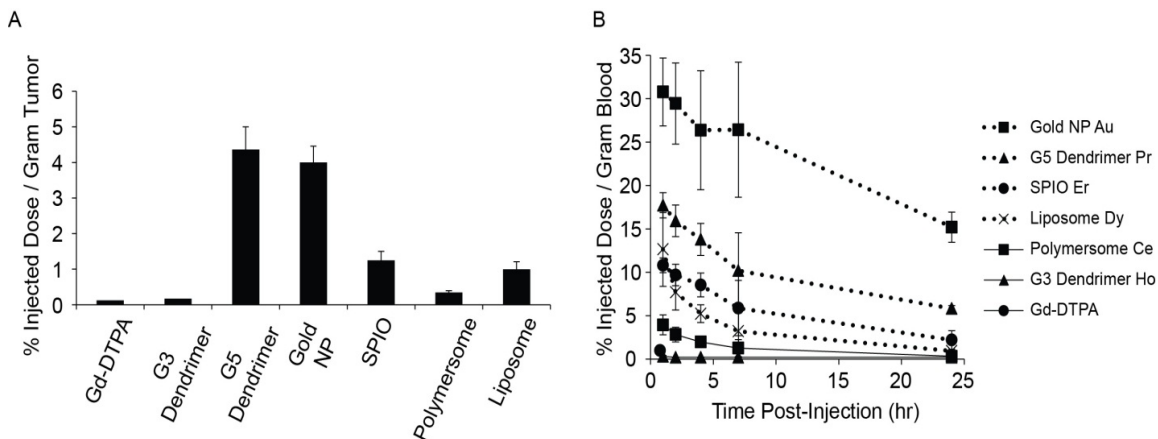 A
% Injected Dose / Gram Tumor
6
5
4
3
2
1
0
Gd-DTPA
G3
Dendrimer
G5
Dendrimer
Gold
NP
SPIO
Polymersome
Liposome
B
% Injected Dose / Gram Blood
35
30
25
20
15
10
5
0
0
5
10
15
20
25
Time Post-Injection (hr)
Gold NP Au
G5 Dendrimer Pr
SPIO Er
Liposome Dy
Polymersome Ce
G3 Dendrimer Ho
Gd-DTPA